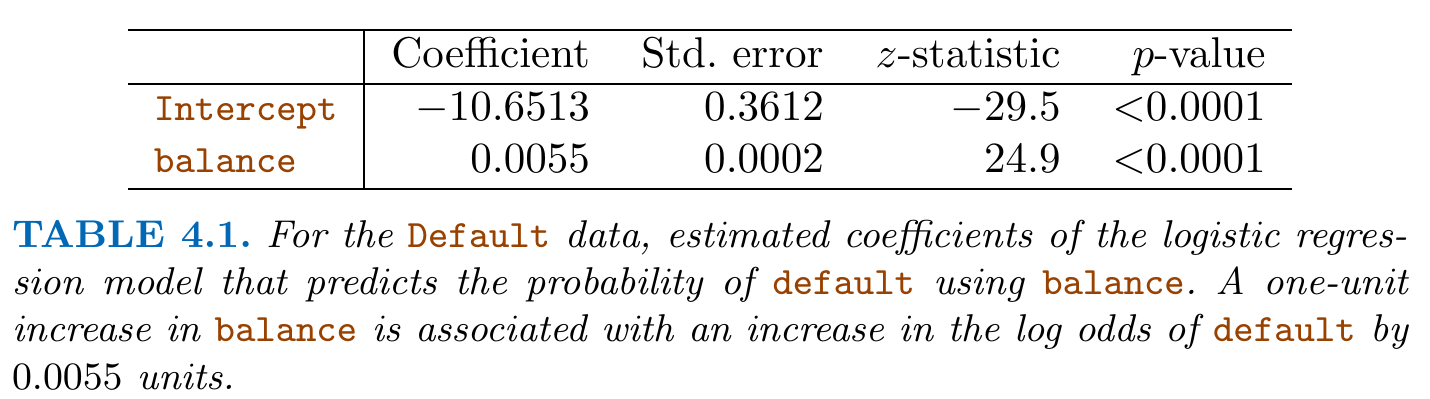 Coefficient Std. error z-statistic p-value
Intercept −10.6513 0.3612 −29.5 <0.0001
balance 0.0055 0.0002 24.9 <0.0001
TABLE 4.1. For the Default data, estimated coefficients of the logistic regres-
sion model that predicts the probability of default using balance. A one-unit
increase in balance is associated with an increase in the log odds of default by
0.0055 units.